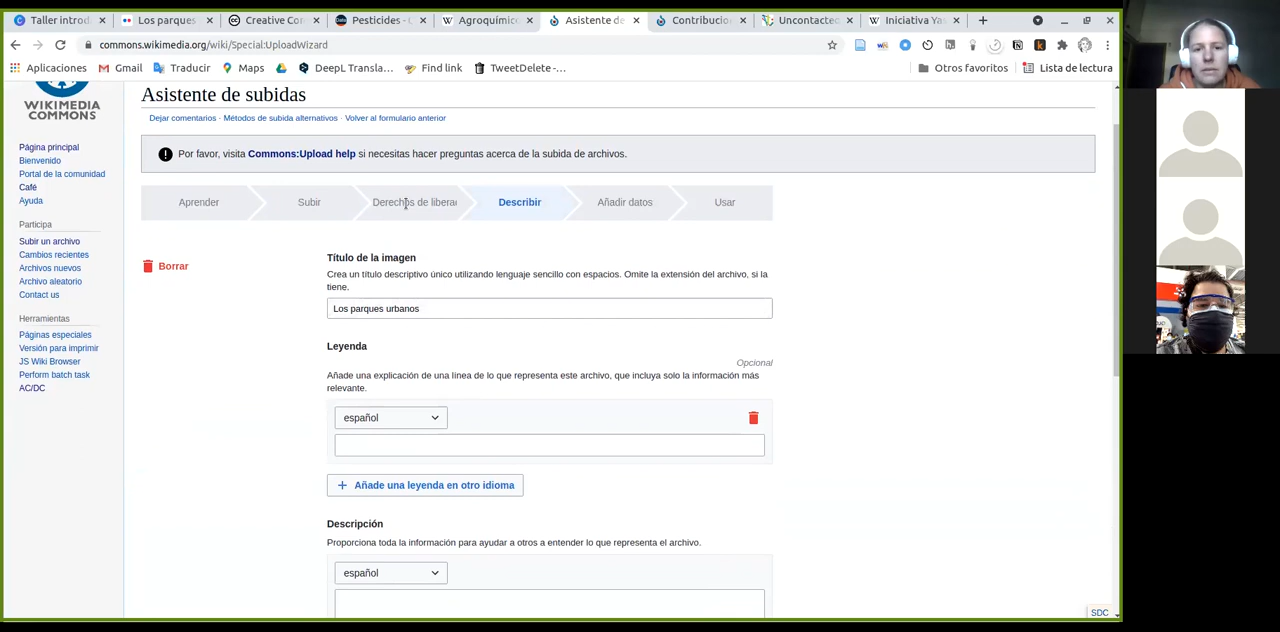 Taller introd
Los parques
Creative Con
Pesticides - G
Agroquímico
Asistente de
Contribucio
Uncontacte
Iniciativa Yas
commons.wikimedia.org/wiki/Special:UploadWizard
Aplicaciones
Gmail
Traducir
Maps
DeepL Transla...
Find link
TweetDelete -...
Otros favoritos
Lista de lectura
WIKIMEDIA
COMMONS
Página principal
Bienvenido
Portal de la comunidad
Café
Ayuda
Participa
Subir un archivo
Cambios recientes
Archivos nuevos
Archivo aleatorio
Contact us
Herramientas
Páginas especiales
Versión para imprimir
JS Wiki Browser
Perform batch task
AC/DC
Asistente de subidas
Dejar comentarios · Métodos de subida alternativos · Volver al formulario anterior
Por favor, visita Commons:Upload help si necesitas hacer preguntas acerca de la subida de archivos.
Aprender
Subir
Derechos de liberac
Describir
Añadir datos
Usar
Borrar
Título de la imagen
Crea un título descriptivo único utilizando lenguaje sencillo con espacios. Omite la extensión del archivo, si la
tiene.
Los parques urbanos
Leyenda
Opcional
Añade una explicación de una línea de lo que representa este archivo, que incluya solo la información más
relevante.
español
+ Añade una leyenda en otro idioma
Descripción
Proporciona toda la información para ayudar a otros a entender lo que representa el archivo.
español
SDC